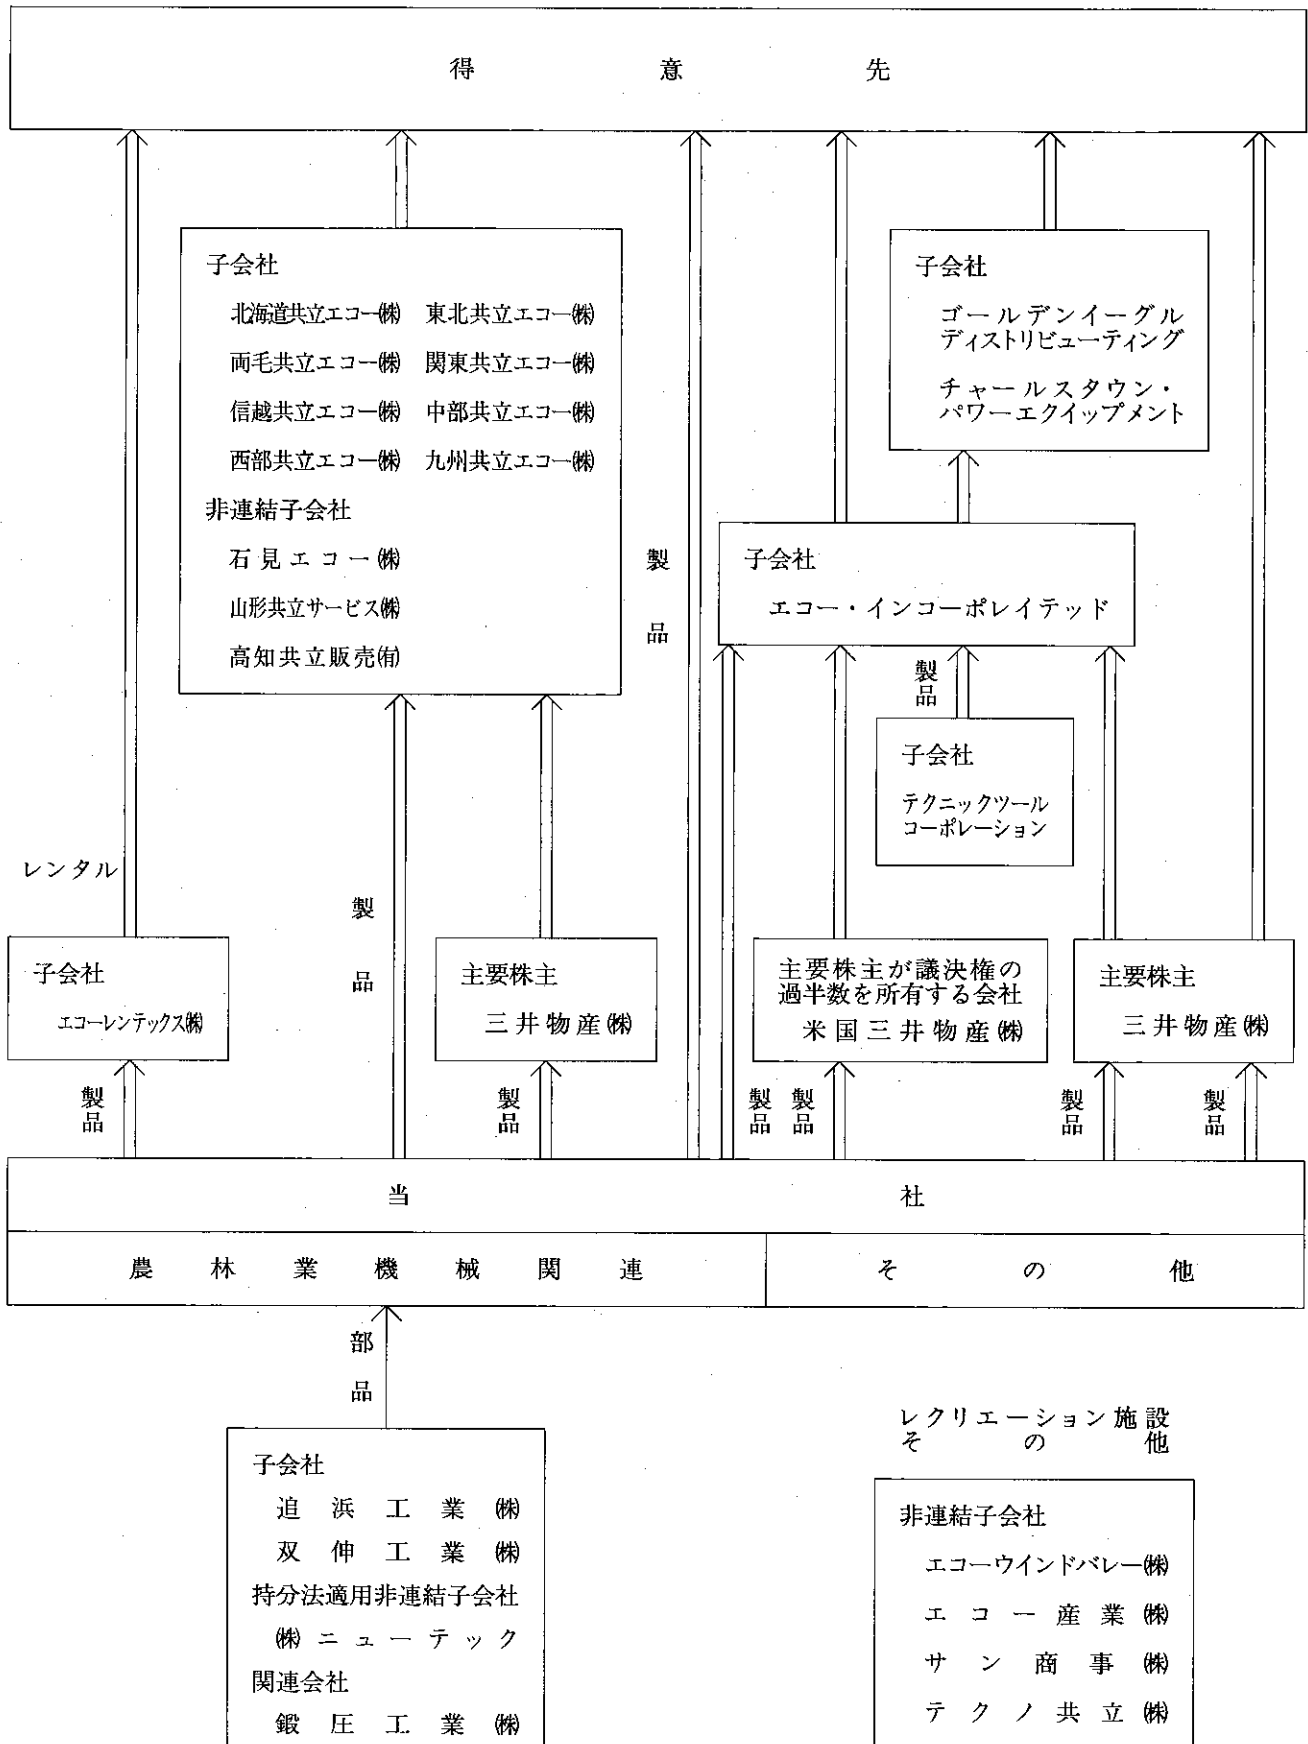 得意先
子会社
北海道共立エコー㈱ 東北共立エコー㈱
両毛共立エコー㈱ 関東共立エコー㈱
信越共立エコー㈱ 中部共立エコー㈱
西部共立エコー㈱ 九州共立エコー㈱
非連結子会社
石見エコー㈱
山形共立サービス㈱
高知共立販売㈲
製品
子会社
ゴールデンイーグル
ディストリビューティング
チャールスタウン・
パワーエクイップメント
子会社
エコー・インコーポレイテッド
製品
子会社
テクニックツール
コーポレーション
レンタル
製品
子会社
エコーレンテックス㈱
主要株主
三井物産㈱
主要株主が議決権の
過半数を所有する会社
米国三井物産㈱
主要株主
三井物産㈱
製品
製品
製品
製品
製品
製品
当社
農林業機械関連
その他
部品
子会社
追浜工業㈱
双伸工業㈱
持分法適用非連結子会社
㈱ニューテック
関連会社
鍛圧工業㈱
レクリエーション施設
その他
非連結子会社
エコーウインドバレー㈱
エコー産業㈱
サン商事㈱
テクノ共立㈱